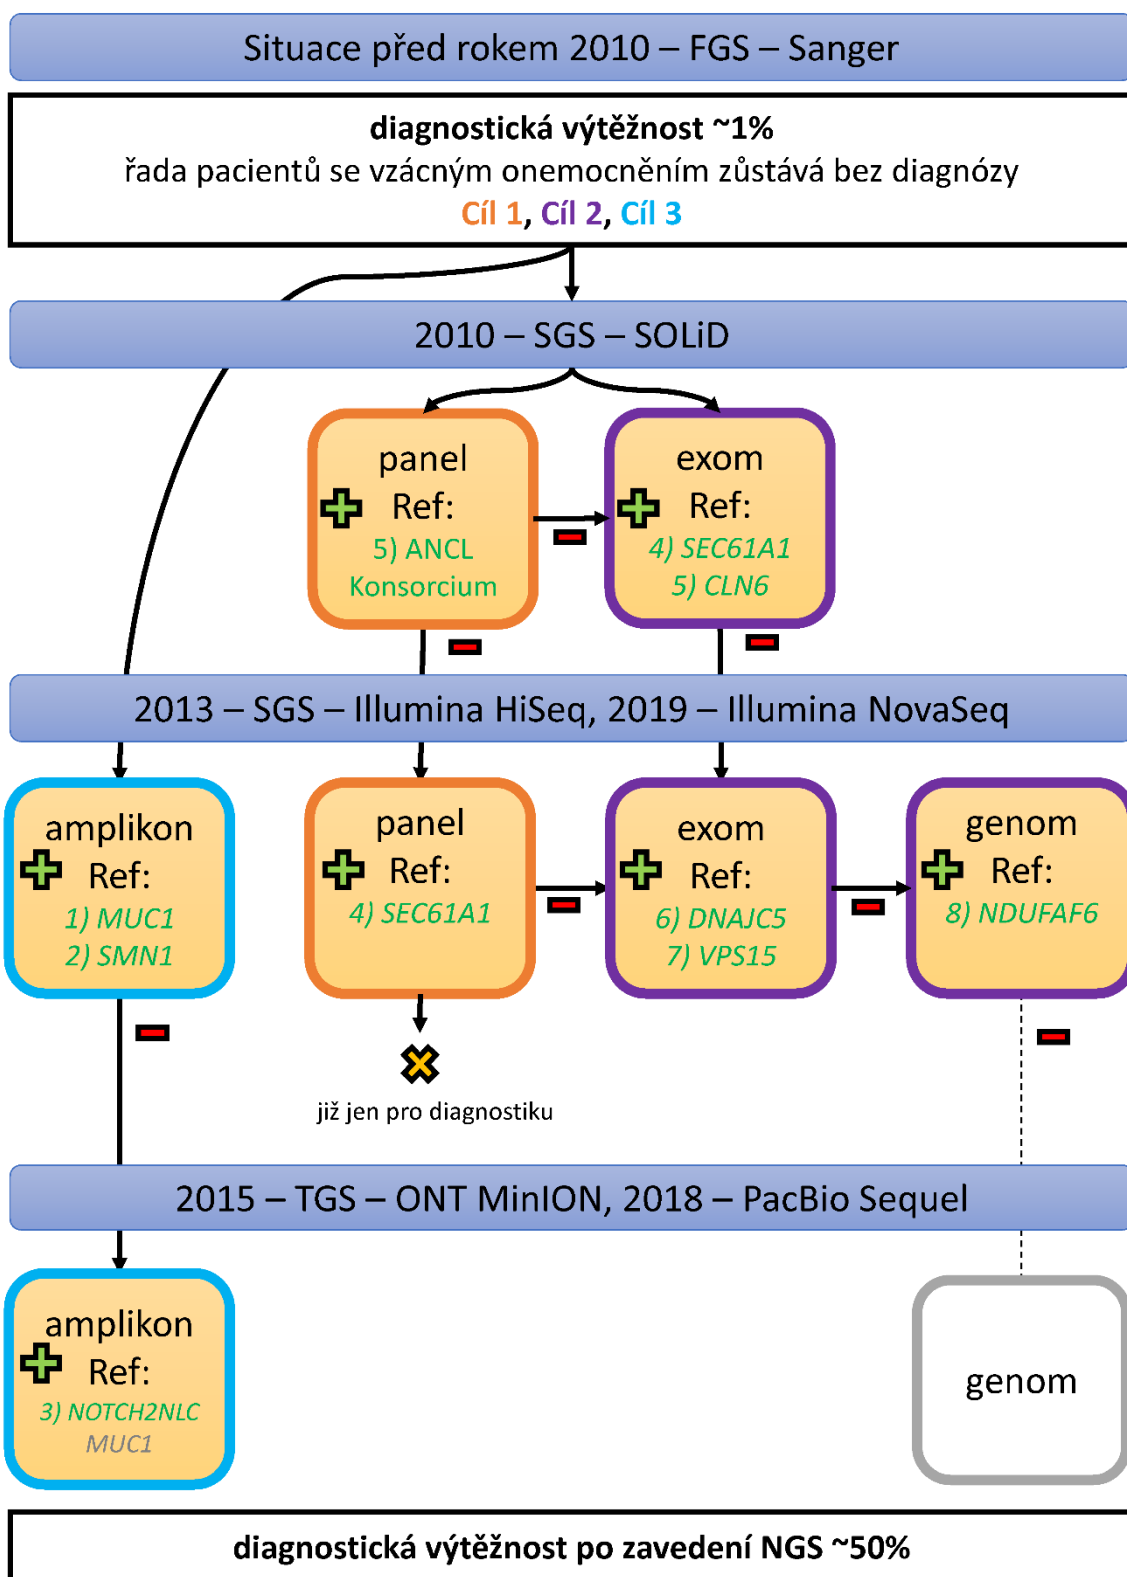 Situace před rokem 2010 – FGS – Sanger
diagnostická výtěžnost ~1%
řada pacientů se vzácným onemocněním zůstává bez diagnózy
Cíl 1, Cíl 2, Cíl 3
2010 – SGS – SOLiD
panel
Ref:
5) ANCL
Konsorcium
exom
Ref:
4) SEC61A1
5) CLN6
2013 – SGS – Illumina HiSeq, 2019 – Illumina NovaSeq
amplikon
Ref:
1) MUC1
2) SMN1
panel
Ref:
4) SEC61A1
exom
Ref:
6) DNAJC5
7) VPS15
genom
Ref:
8) NDUFAF6
již jen pro diagnostiku
2015 – TGS – ONT MinION, 2018 – PacBio Sequel
amplikon
Ref:
3) NOTCH2NLC
MUC1
genom
diagnostická výtěžnost po zavedení NGS ~50%